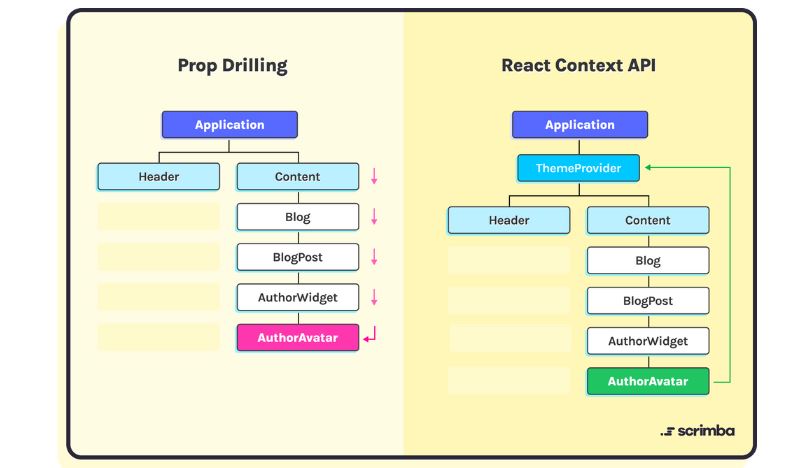 Prop Drilling
Application
Header
Content
Blog
BlogPost
AuthorWidget
AuthorAvatar
React Context API
Application
ThemeProvider
Header
Content
Blog
BlogPost
AuthorWidget
AuthorAvatar
scrimba